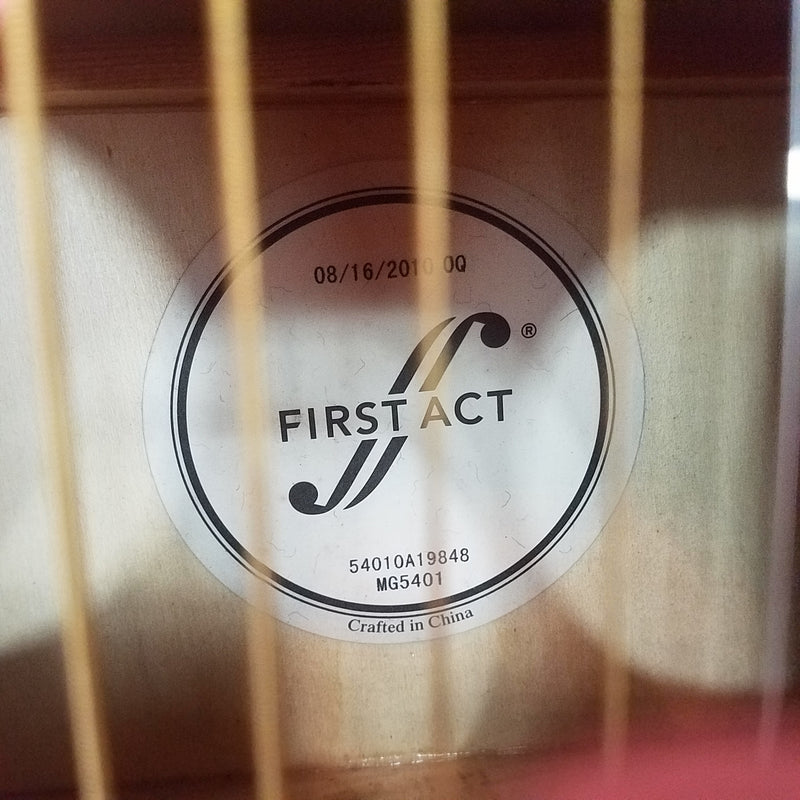 08/16/2010 0Q
®
FIRST ACT
54010A19848
MG5401
Crafted in China